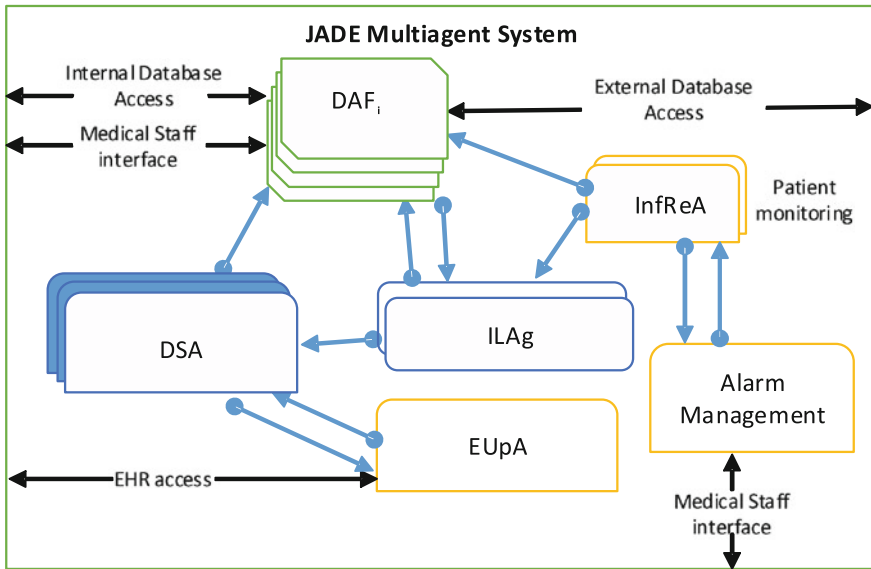 JADE Multiagent System
Internal Database
Access
DAFᵢ
External Database
Access
Medical Staff
interface
InfReA
Patient
monitoring
DSA
ILAg
Alarm
Management
EUpA
EHR access
Medical Staff
interface